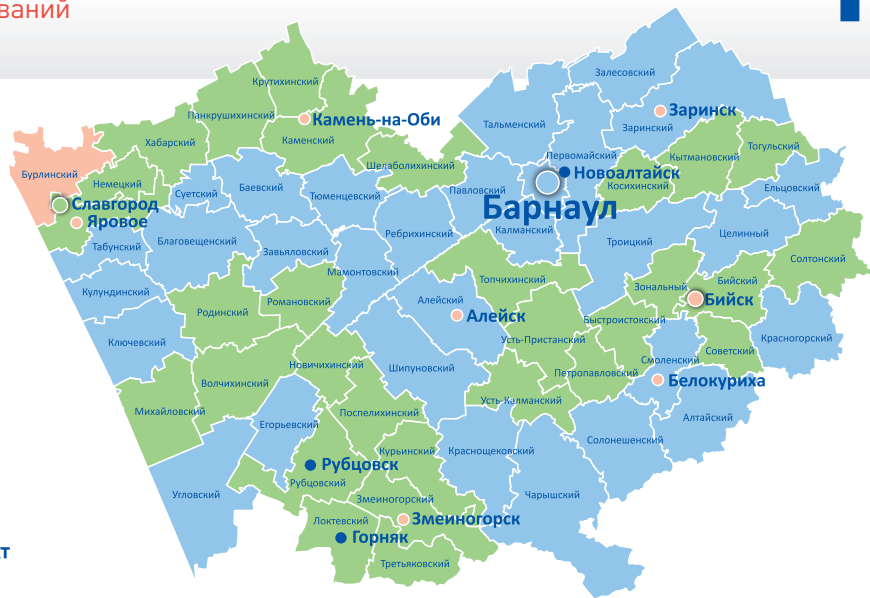 ваний
Залесовский
Крутихинский
Заринск
Панкрушихинский
Камень-на-Оби
Тальменский
Заринский
Хабарский
Каменский
Тогульский
Первомайский
Кытмановский
Шелаболихинский
Бурлинский
Новоалтайск
Немецкий
Суетский
Баевский
Тюменцевский
Павловский
Косихинский
Ельцовский
Славгород
Барнаул
Яровое
Ребрихинский
Калманский
Целинный
Табунский
Благовещенский
Троицкий
Завьяловский
Солтонский
Мамонтовский
Топчихинский
Бийский
Кулундинский
Зональный
Романовский
Алейский
Бийск
Родинский
Алейск
Быстроистокский
Ключевский
Усть-Пристанский
Красногорский
Советский
Смоленский
Новичихинский
Шипуновский
Петропавловский
Волчихинский
Белокуриха
Усть-Калманский
Михайловский
Поспелихинский
Алтайский
Егорьевский
Солонешенский
Курьинский
Краснощековский
Рубцовск
Рубцовский
Угловский
Чарышский
Змеиногорский
Локтевский
Змеиногорск
Горняк
кт
Третьяковский